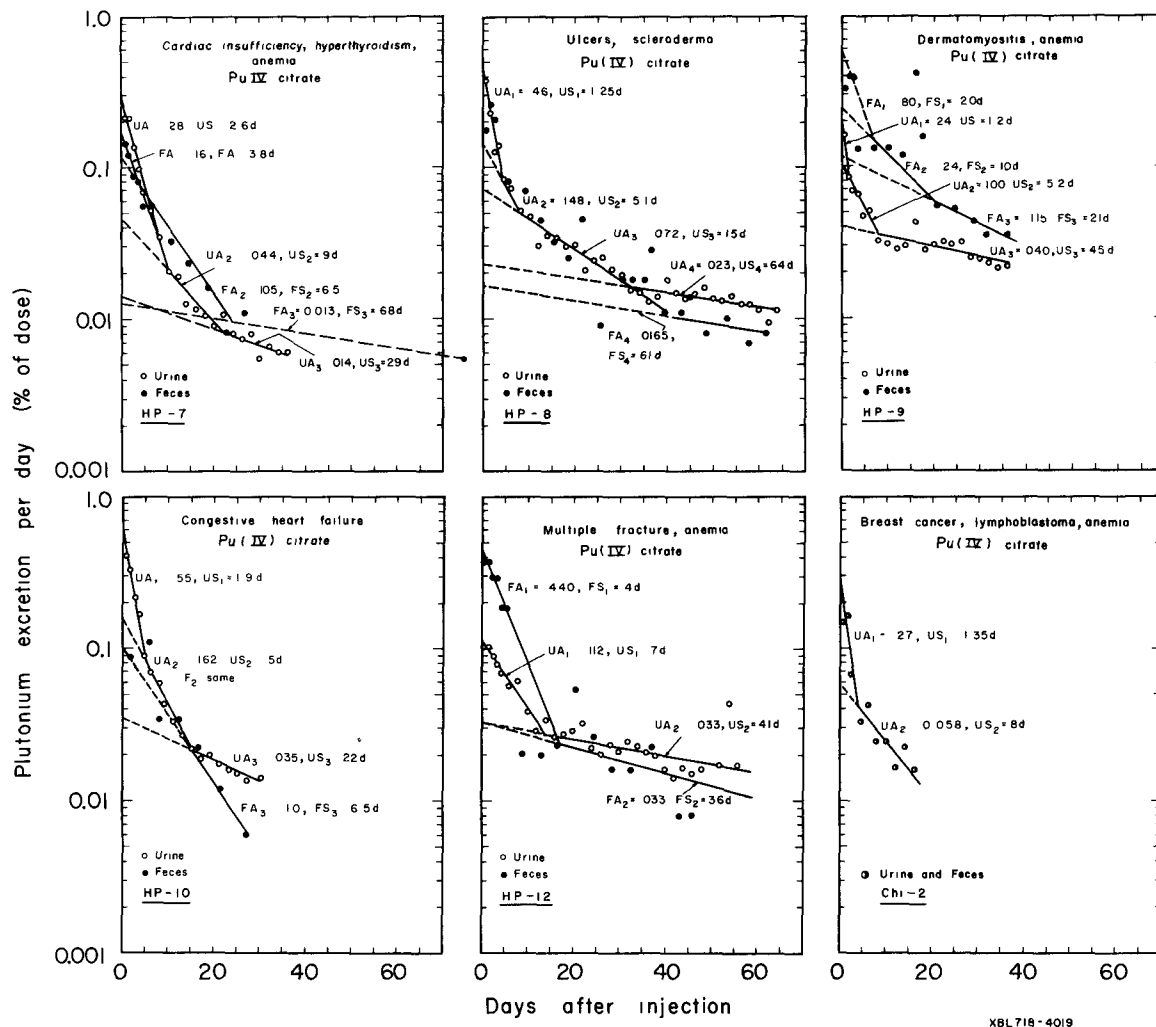 Plutonium excretion per day (% of dose)
1.0
0.1
0.01
0.001
Cardiac insufficiency, hyperthyroidism,
anemia
Pu IV citrate
UA 28 US 2.6d
FA 16, FA 3.8d
UA2 044, US2=9d
FA2 105, FS2=6.5
FA3=0.013, FS3=68d
UA3 014, US3=29d
○ Urine
● Feces
HP-7
Ulcers, scleroderma
Pu(IV) citrate
UA1= 46, US1=1.25d
UA2=148, US2=51d
UA3 072, US3=15d
UA4=023, US4=64d
FA4 0165,
FS4=61d
○ Urine
● Feces
HP-8
Dermatomyositis, anemia
Pu(IV) citrate
FA1 80, FS1=20d
UA1=24 US=1.2d
FA2 24, FS2=10d
UA2=100 US2=52d
FA3=115 FS3=21d
UA3=040, US3=45d
○ Urine
● Feces
HP-9
1.0
0.1
0.01
0.001
Congestive heart failure
Pu(IV) citrate
UA, 55, US1=1.9d
UA2 162 US2 5d
F2 same
UA3 035, US3 22d
FA3 10, FS3 6.5d
○ Urine
● Feces
HP-10
0 20 40 60
Multiple fracture, anemia
Pu(IV) citrate
FA1=440, FS1=4d
UA1 112, US1 7d
UA2 033, US2=41d
FA2=033 FS2=36d
○ Urine
● Feces
HP-12
0 20 40 60
Breast cancer, lymphoblastoma, anemia
Pu(IV) citrate
UA1- 27, US1 1.35d
UA2 0.058, US2=8d
Urine and Feces
Chi-2
0 20 40 60
Days after injection
XBL718-4019